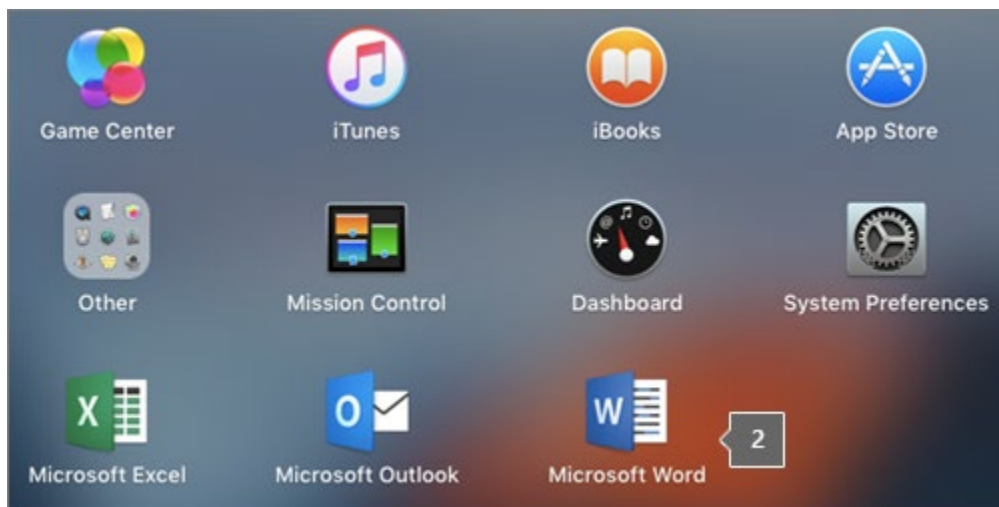 Game Center
iTunes
iBooks
App Store
Other
Mission Control
Dashboard
System Preferences
X
O
W
2
Microsoft Excel
Microsoft Outlook
Microsoft Word